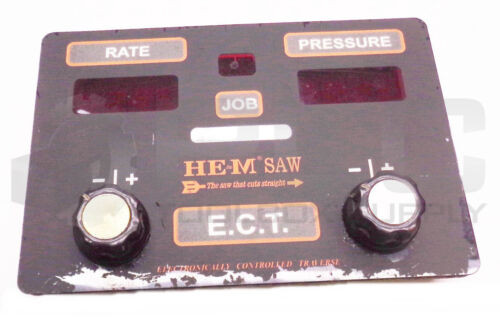 RATE
PRESSURE
JOB
HE&M® SAW
The saw that cuts straight
- | +
- | +
E.C.T.
ELECTRONICALLY CONTROLLED TRAVERSE